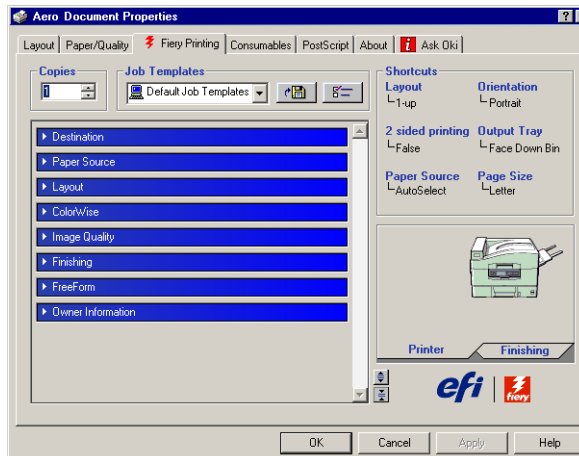 Aero Document Properties
Layout Paper/Quality Fiery Printing Consumables PostScript About i Ask Oki
Copies
1
Job Templates
Default Job Templates
Destination
Paper Source
Layout
ColorWise
Image Quality
Finishing
FreeForm
Owner Information
Shortcuts
Layout Orientation
1-up Portrait
2 sided printing Output Tray
False Face Down Bin
Paper Source Page Size
AutoSelect Letter
Printer Finishing
efi fiery
OK Cancel Apply Help